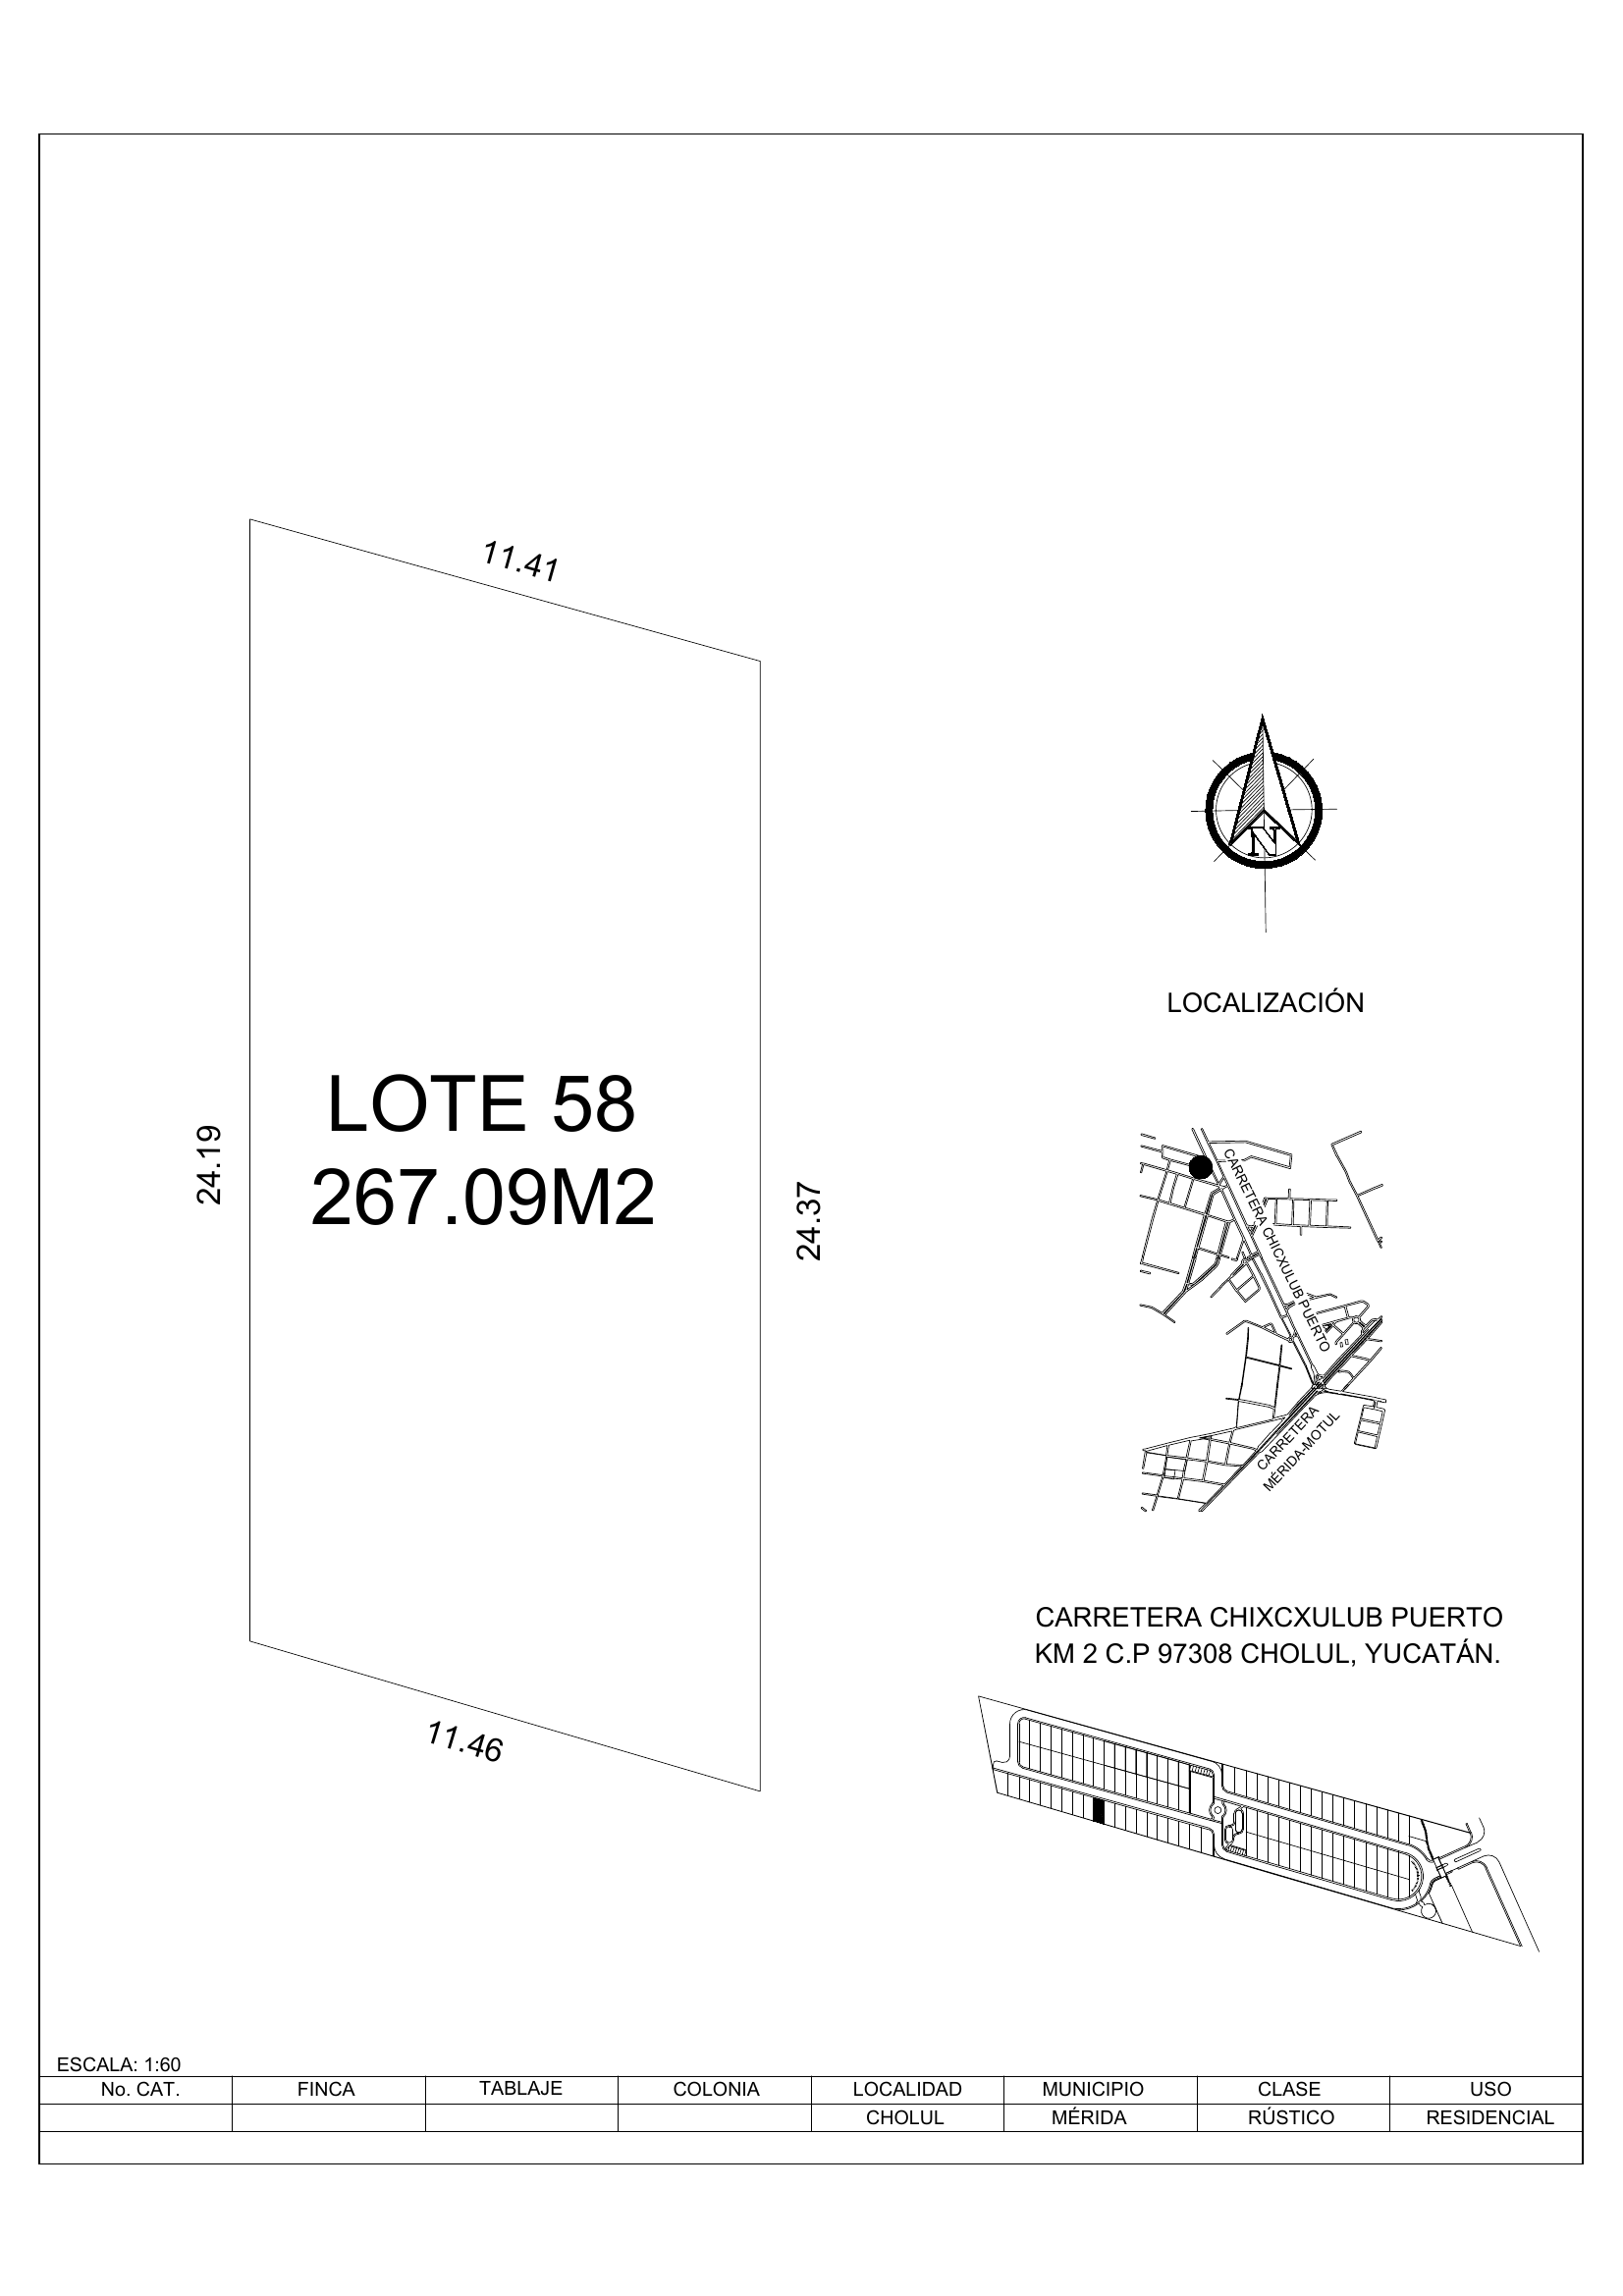 11.41
24.19
LOTE 58
267.09M2
24.37
11.46
N
LOCALIZACIÓN
CARRETERA CHICXULUB PUERTO
CARRETERA
MÉRIDA-MOTUL
CARRETERA CHIXCXULUB PUERTO
KM 2 C.P 97308 CHOLUL, YUCATÁN.
ESCALA: 1:60
No. CAT. FINCA TABLAJE COLONIA LOCALIDAD MUNICIPIO CLASE USO
CHOLUL MÉRIDA RÚSTICO RESIDENCIAL